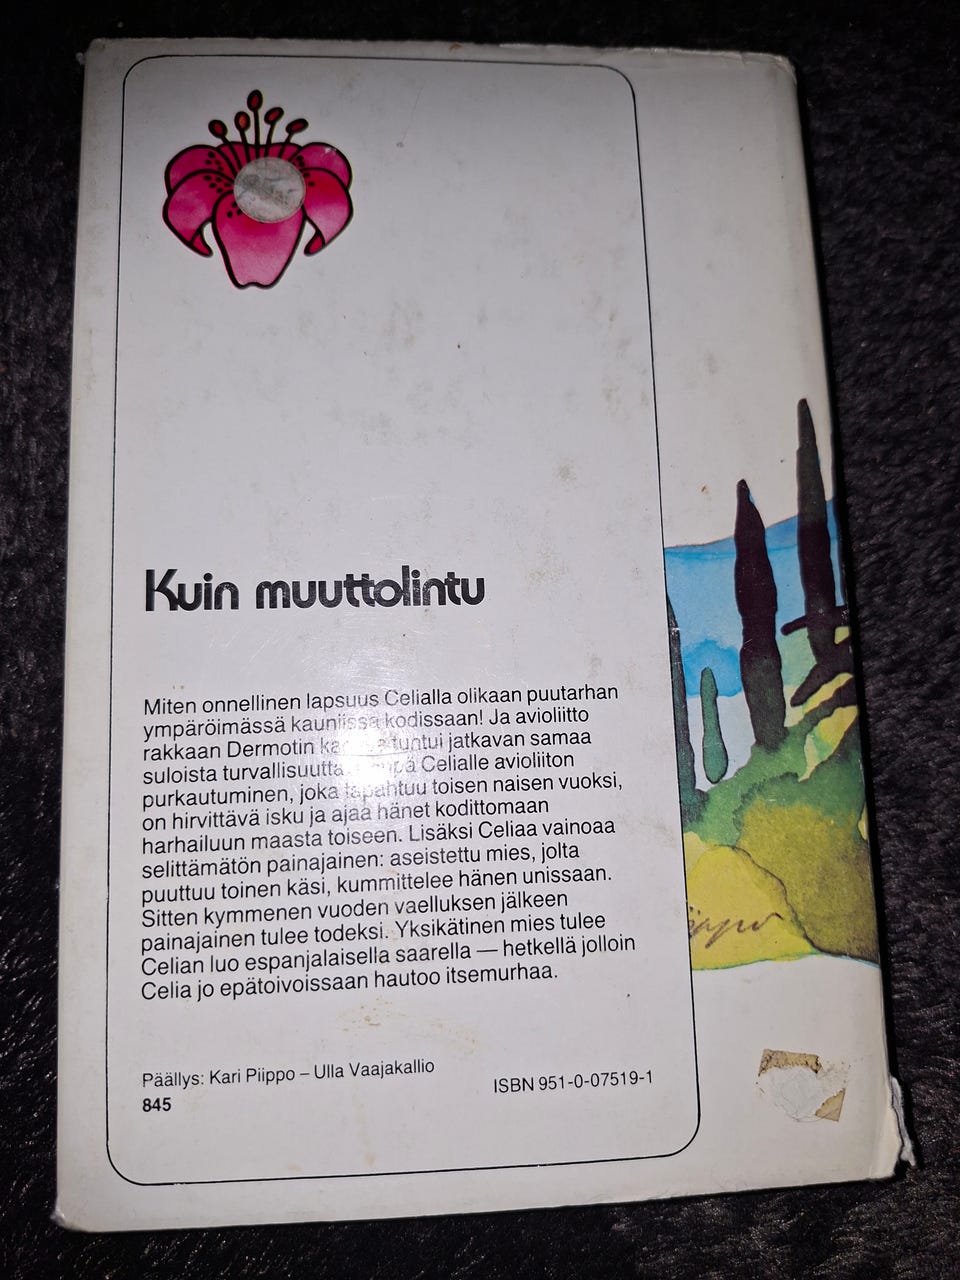 Kuin muuttolintu
Miten onnellinen lapsuus Celialla olikaan puutarhan
ympäröimässä kauniissa kodissaan! Ja avioliitto
rakkaan Dermotin kanssa tuntui jatkavan samaa
suloista turvallisuutta. Celialle avioliiton
purkautuminen, joka tapahtuu toisen naisen vuoksi,
on hirvittävä isku ja ajaa hänet kodittomaan
harhailuun maasta toiseen. Lisäksi Celiaa vainoaa
selittämätön painajainen: aseistettu mies, jolta
puuttuu toinen käsi, kummittelee hänen unissaan.
Sitten kymmenen vuoden vaelluksen jälkeen
painajainen tulee todeksi. Yksikätinen mies tulee
Celian luo espanjalaisella saarella — hetkellä jolloin
Celia jo epätoivoissaan hautoo itsemurhaa.
Päällys: Kari Piippo – Ulla Vaajakallio
845
ISBN 951-0-07519-1